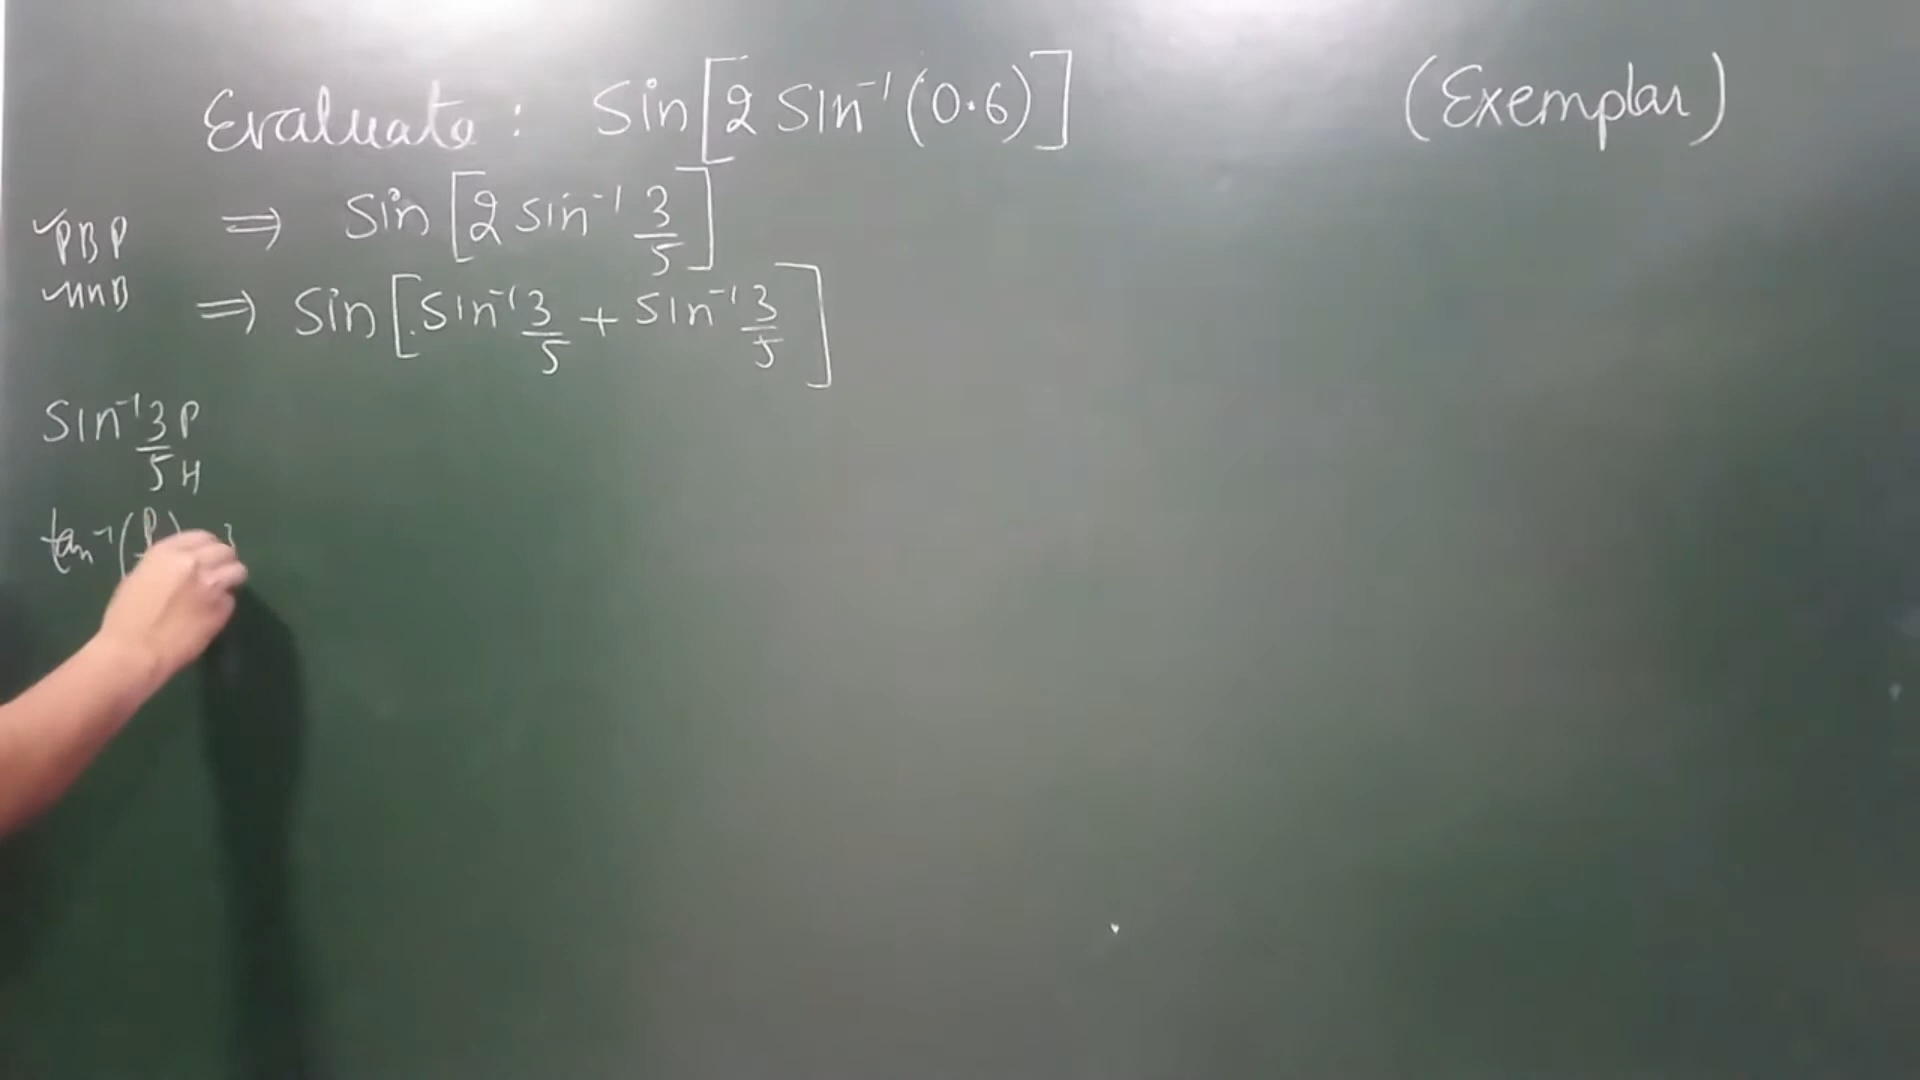 Evaluate : Sin[2 Sin⁻¹(0.6)]
(Exemplar)
⇒ Sin[2 Sin⁻¹ 3/5]
PBP
HHB
⇒ Sin[Sin⁻¹ 3/5 + Sin⁻¹ 3/5]
Sin⁻¹ 3/5 P/H
tan⁻¹(P